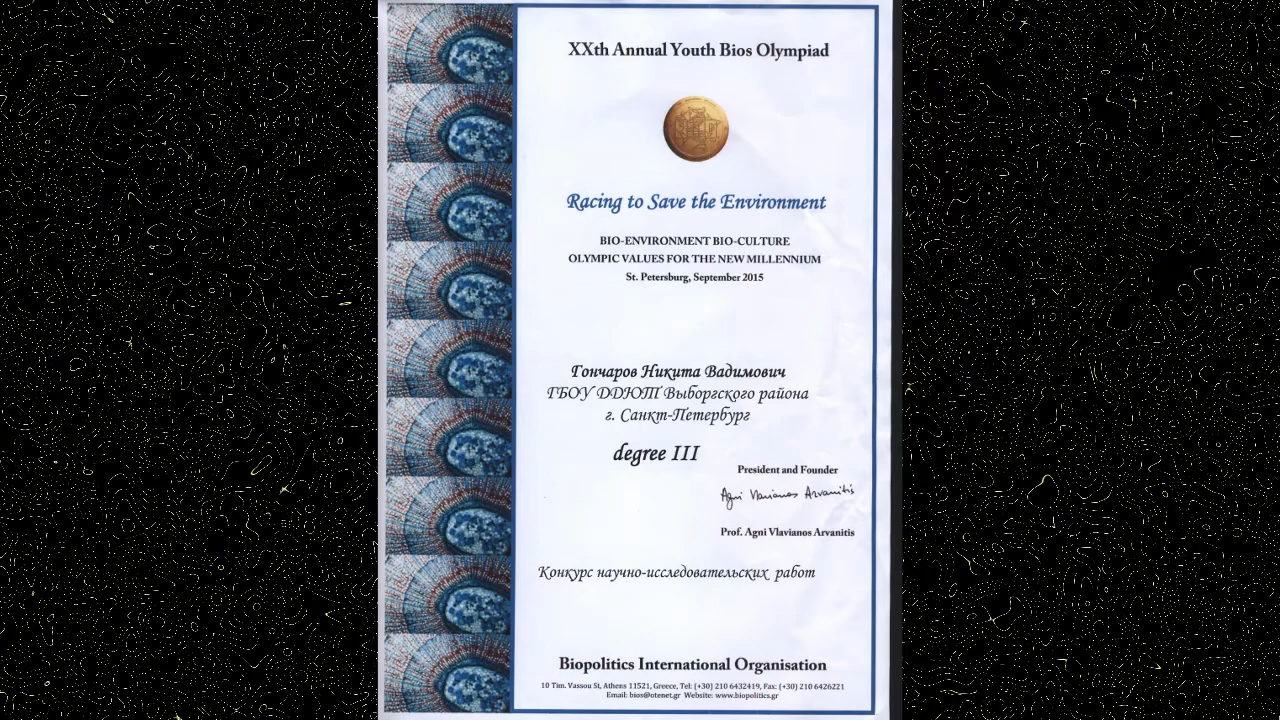 XXth Annual Youth Bios Olympiad
Racing to Save the Environment
BIO-ENVIRONMENT BIO-CULTURE
OLYMPIC VALUES FOR THE NEW MILLENNIUM
St. Petersburg, September 2015
Гончаров Никита Вадимович
ГБОУ ДДЮТ Выборгского района
г. Санкт-Петербург
degree III
President and Founder
Agni Vlavianos Arvanitis
Prof. Agni Vlavianos Arvanitis
Конкурс научно-исследовательских работ
Biopolitics International Organisation
10 Tim. Vassou St, Athens 11521, Greece, Tel: (+30) 210 6432419, Fax: (+30) 210 6426221
Email: bios@otenet.gr Website: www.biopolitics.gr